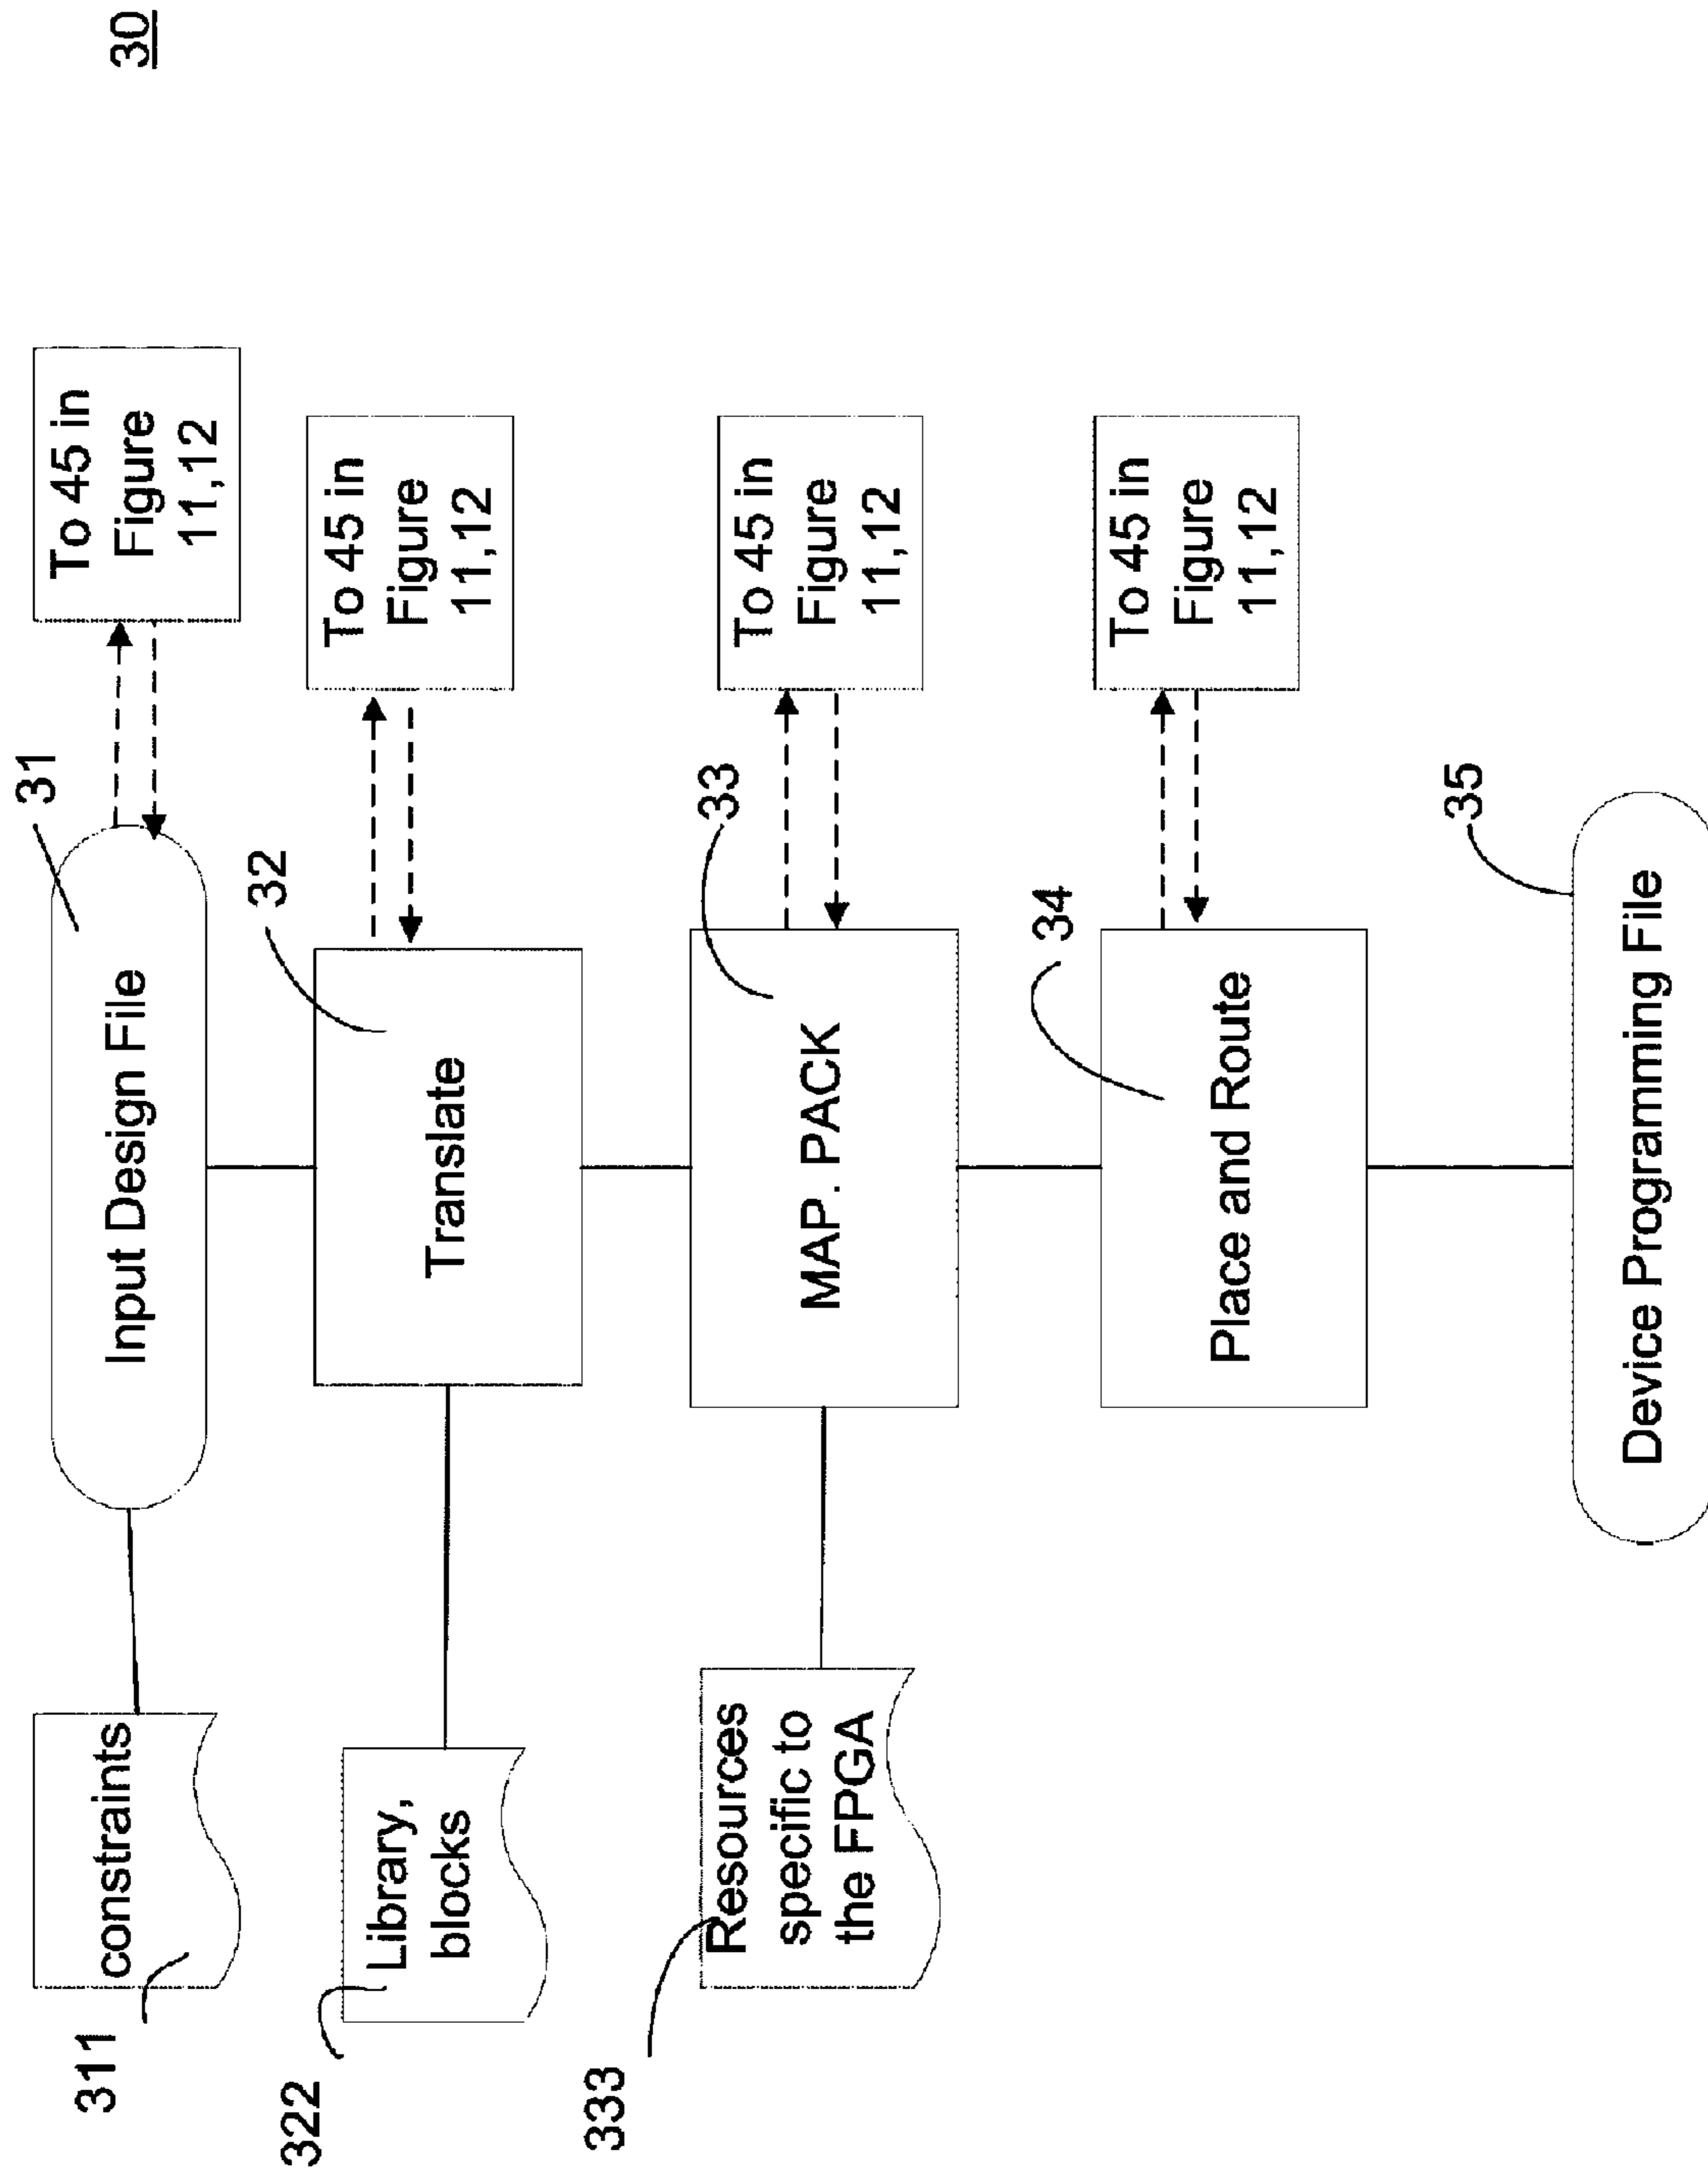 30
31
311
constraints
Input Design File
To 45 in
Figure
11,12
32
322
Library,
blocks
Translate
To 45 in
Figure
11,12
33
333
Resources
specific to
the FPGA
MAP. PACK
To 45 in
Figure
11,12
34
Place and Route
To 45 in
Figure
11,12
35
Device Programming File